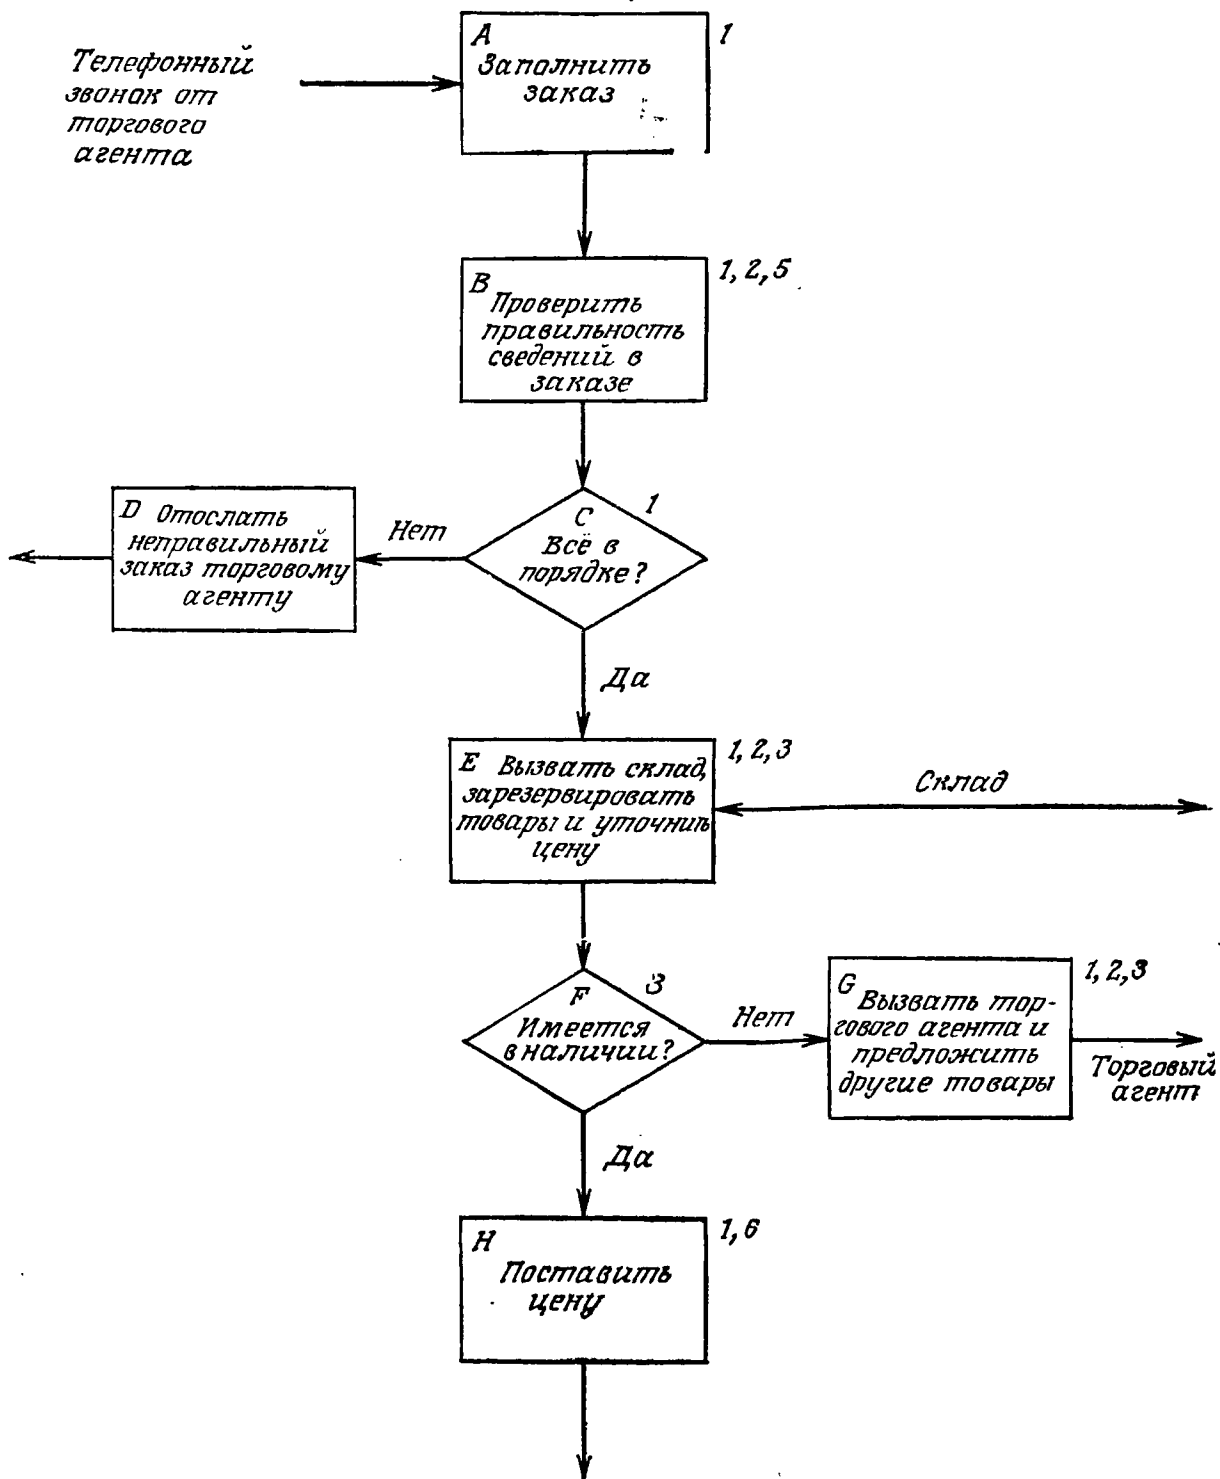 Телефонный
звонок от
торгового
агента
A
1
Заполнить
заказ
B
1, 2, 5
Проверить
правильность
сведений в
заказе
C
1
Всё в
порядке?
Нет
D Отослать
неправильный
заказ торговому
агенту
Да
E Вызвать склад,
зарезервировать
товары и уточнить
цену
1, 2, 3
Склад
F
3
Имеется
в наличии?
Нет
G
1, 2, 3
Вызвать тор-
гового агента и
предложить
другие товары
Торговый
агент
Да
H
1, 6
Поставить
цену